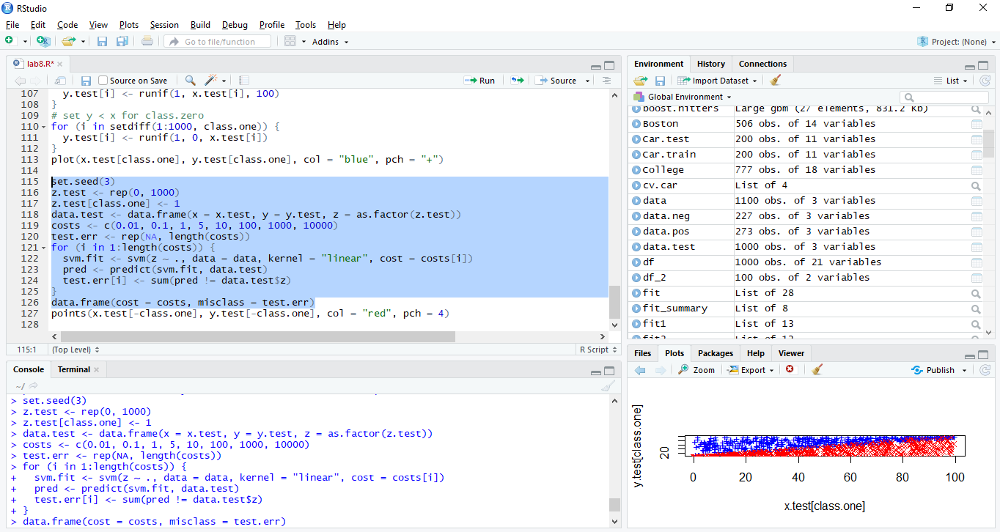 RStudio
File Edit Code View Plots Session Build Debug Profile Tools Help
Go to file/function Addins Project: (None)
lab8.R*
Source on Save Run Source
107 y.test[i] <- runif(1, x.test[i], 100)
108 }
109 # set y < x for class.zero
110 for (i in setdiff(1:1000, class.one)) {
111 y.test[i] <- runif(1, 0, x.test[i])
112 }
113 plot(x.test[class.one], y.test[class.one], col = "blue", pch = "+")
114
115 set.seed(3)
116 z.test <- rep(0, 1000)
117 z.test[class.one] <- 1
118 data.test <- data.frame(x = x.test, y = y.test, z = as.factor(z.test))
119 costs <- c(0.01, 0.1, 1, 5, 10, 100, 1000, 10000)
120 test.err <- rep(NA, length(costs))
121 for (i in 1:length(costs)) {
122 svm.fit <- svm(z ~ ., data = data, kernel = "linear", cost = costs[i])
123 pred <- predict(svm.fit, data.test)
124 test.err[i] <- sum(pred != data.test$z)
125 }
126 data.frame(cost = costs, misclass = test.err)
127 points(x.test[-class.one], y.test[-class.one], col = "red", pch = 4)
128
115:1 (Top Level) R Script
Console Terminal
~/
> set.seed(3)
> z.test <- rep(0, 1000)
> z.test[class.one] <- 1
> data.test <- data.frame(x = x.test, y = y.test, z = as.factor(z.test))
> costs <- c(0.01, 0.1, 1, 5, 10, 100, 1000, 10000)
> test.err <- rep(NA, length(costs))
> for (i in 1:length(costs)) {
+ svm.fit <- svm(z ~ ., data = data, kernel = "linear", cost = costs[i])
+ pred <- predict(svm.fit, data.test)
+ test.err[i] <- sum(pred != data.test$z)
+ }
> data.frame(cost = costs, misclass = test.err)
Environment History Connections
Import Dataset List
Global Environment
boost.hitters Large gbm (27 elements, 831.2 Kb)
Boston 506 obs. of 14 variables
Car.test 200 obs. of 11 variables
Car.train 200 obs. of 11 variables
College 777 obs. of 18 variables
cv.car List of 4
data 1100 obs. of 3 variables
data.neg 227 obs. of 3 variables
data.pos 273 obs. of 3 variables
data.test 1000 obs. of 3 variables
df 1000 obs. of 21 variables
df_2 100 obs. of 2 variables
fit List of 28
fit_summary List of 8
fit1 List of 13
Files Plots Packages Help Viewer
Zoom Export Publish
y.test[class.one]
20
0 20 40 60 80 100
x.test[class.one]